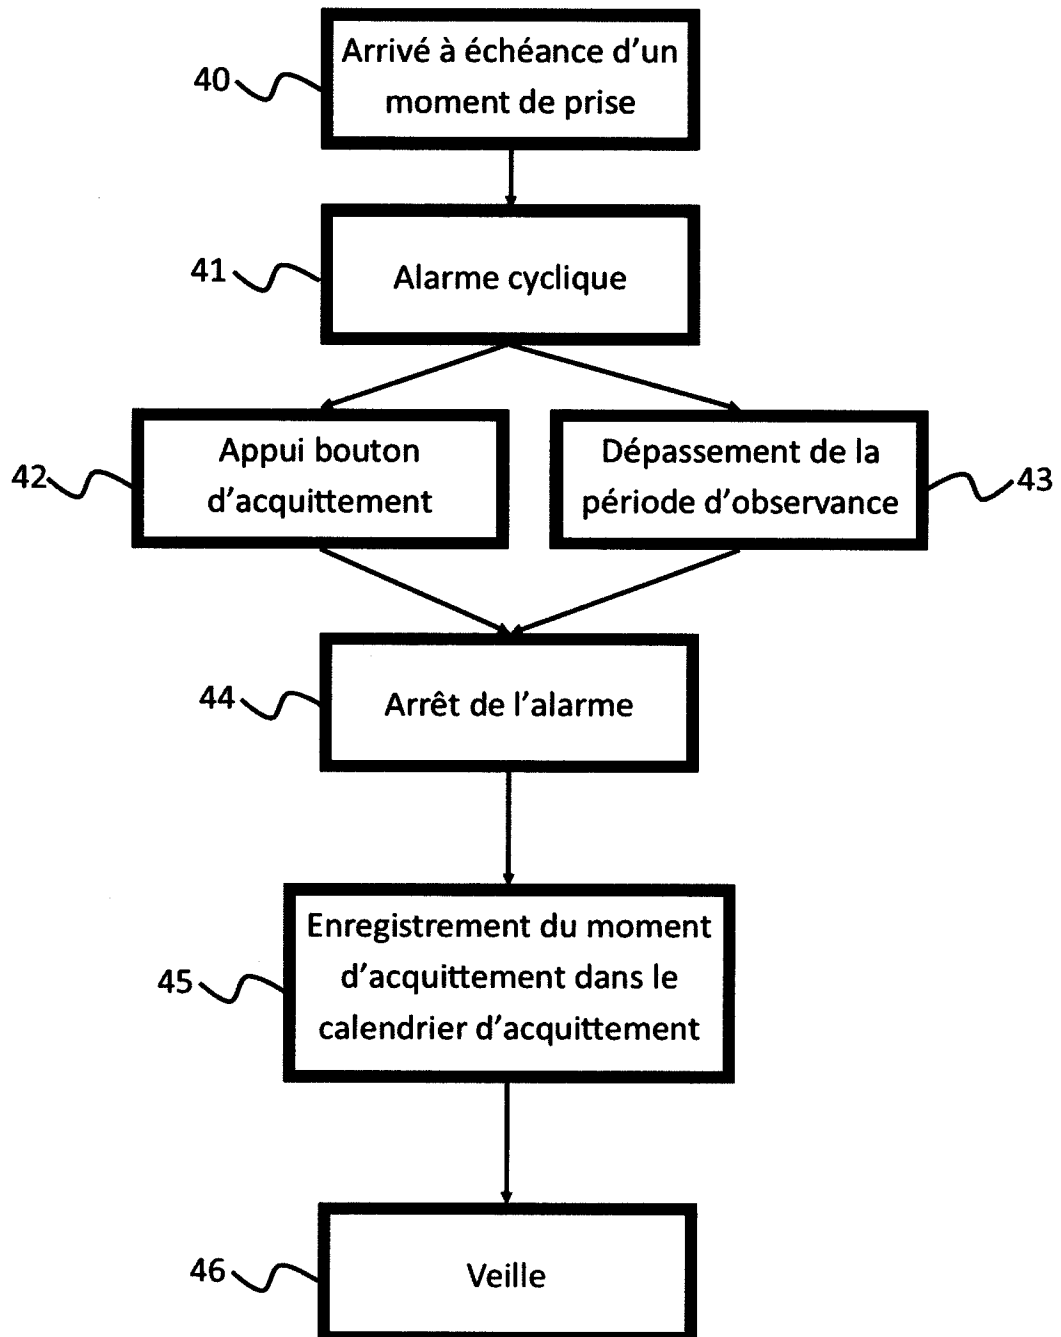 40
Arrivé à échéance d'un
moment de prise
41
Alarme cyclique
42
Appui bouton
d'acquittement
Dépassement de la
période d'observance
43
44
Arrêt de l'alarme
45
Enregistrement du moment
d'acquittement dans le
calendrier d'acquittement
46
Veille